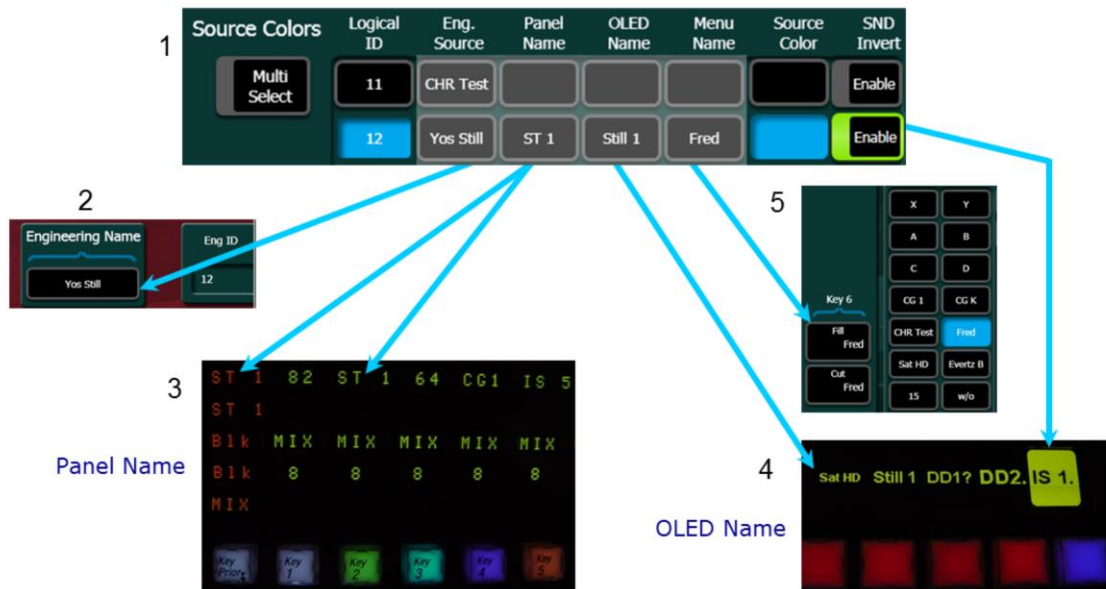 1
Source Colors
Multi
Select
Logical
ID
Eng.
Source
Panel
Name
OLED
Name
Menu
Name
Source
Color
SND
Invert
11
CHR Test
Enable
12
Yos Still
ST 1
Still 1
Fred
Enable
2
Engineering Name
Yos Still
Eng ID
12
3
Panel Name
ST 1 82 ST 1 64 CG1 IS 5
ST 1
Blk MIX MIX MIX MIX MIX
Blk 8 8 8 8 8
MIX
Key
Prior
Key
1
Key
2
Key
3
Key
4
Key
5
5
X Y
A B
C D
CG 1 CG K
CHR Test Fred
Sat HD Evertz B
15 w/o
Key 6
Fill
Fred
Cut
Fred
4
OLED Name
Sat HD Still 1 DD1? DD2. IS 1.